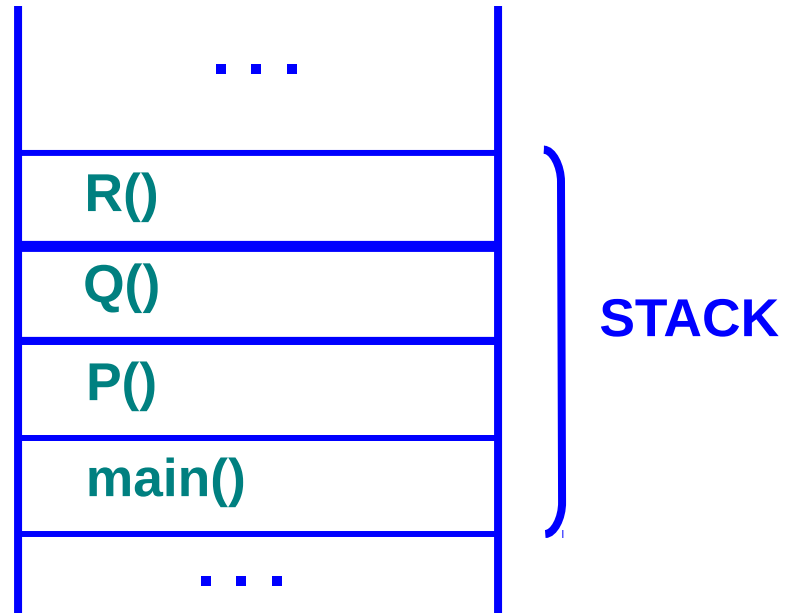 . . .
R()
Q()
STACK
P()
main()
. . .